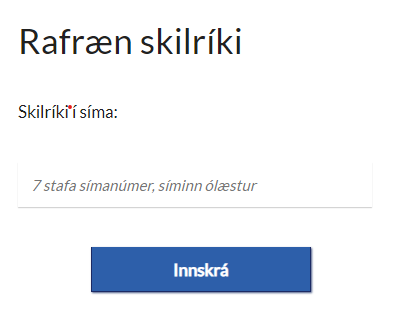 Rafræn skilríki
Skilríki í síma:
7 stafa símanúmer, síminn ólæstur
Innskrá